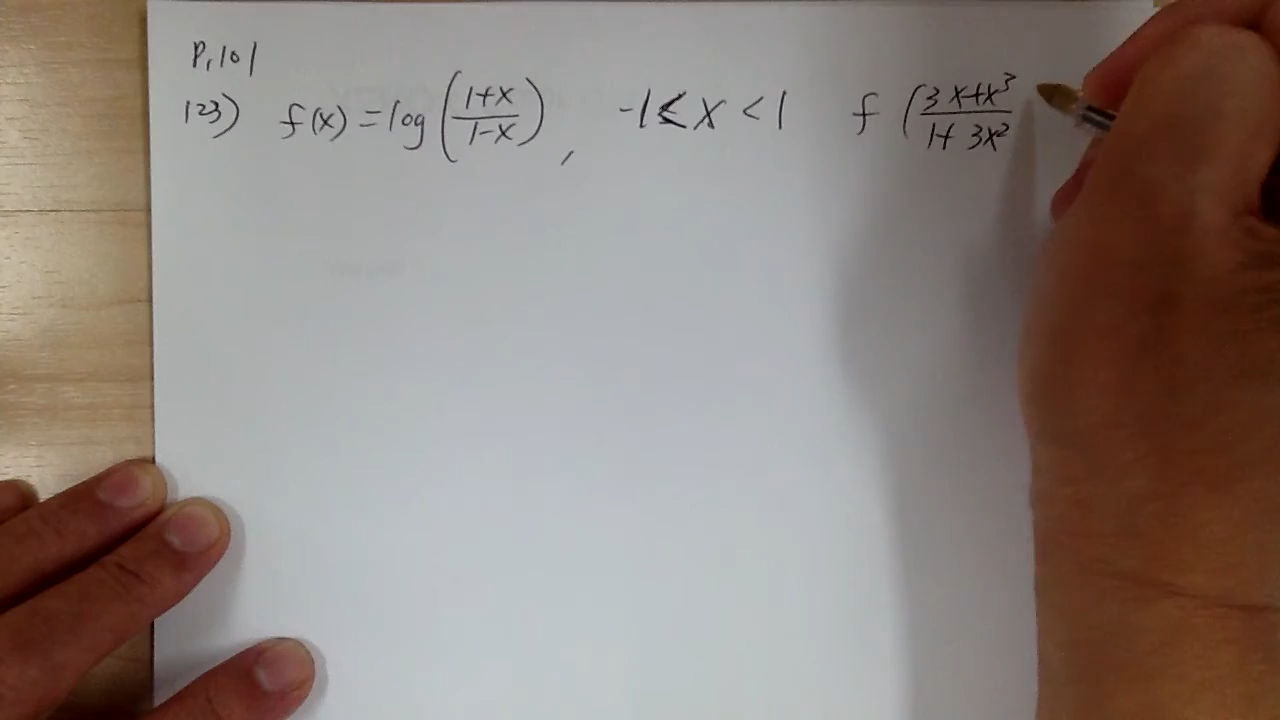 P,101
123) f(x) = log((1+x)/(1-x)), -1 ≤ x < 1 f((3x+x³)/(1+3x²)